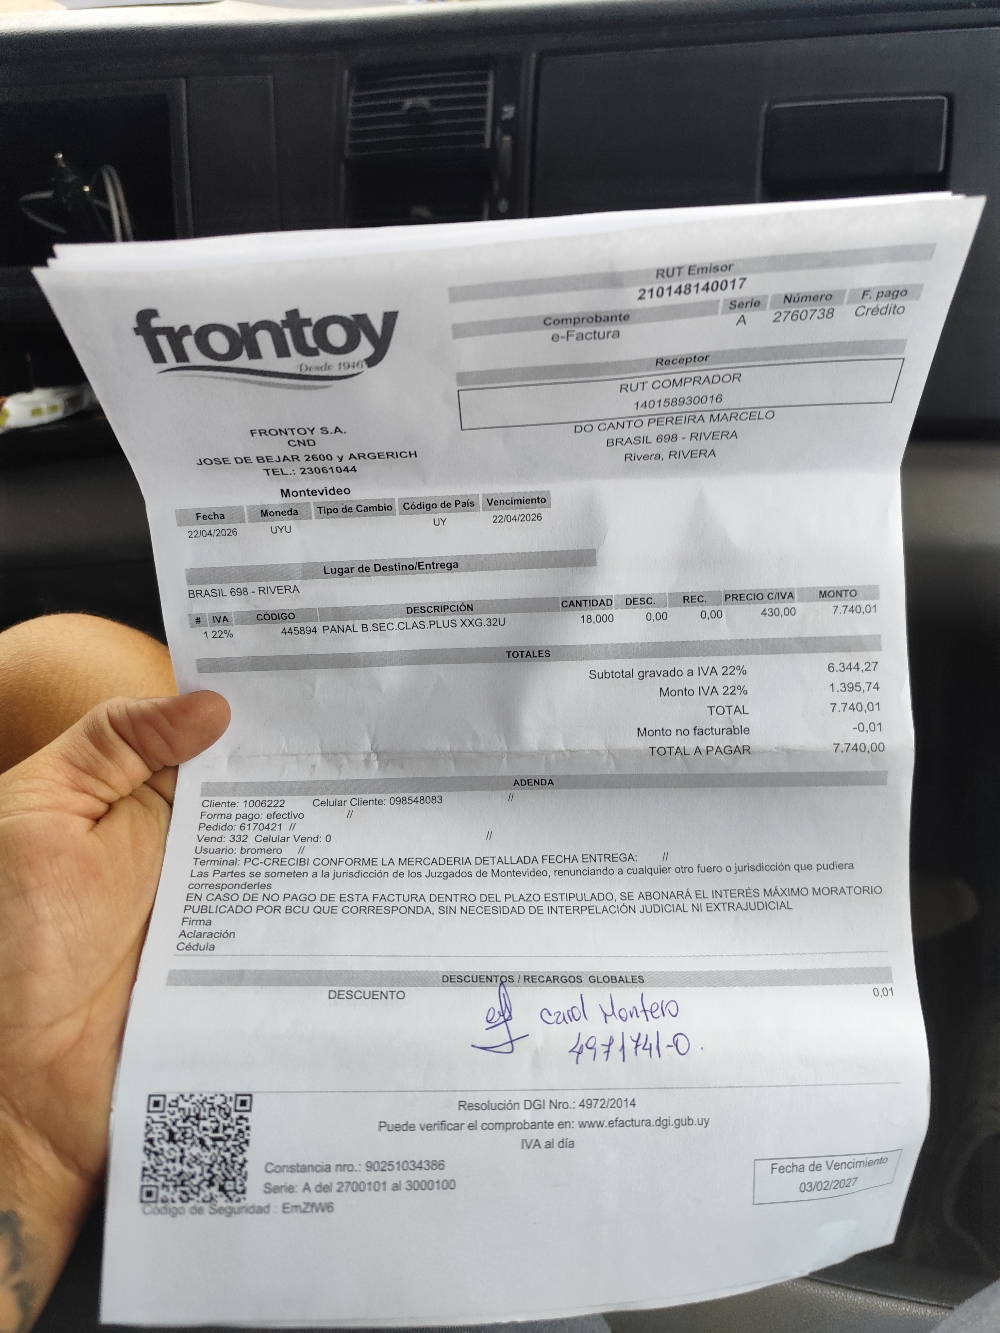 frontoy
Desde 1946
FRONTOY S.A.
CND
JOSE DE BEJAR 2600 y ARGERICH
TEL.: 23061044
Montevideo
RUT Emisor
210148140017
Comprobante Serie Número F. pago
e-Factura A 2760738 Crédito
Receptor
RUT COMPRADOR
140158930016
DO CANTO PEREIRA MARCELO
BRASIL 698 - RIVERA
Rivera, RIVERA
Fecha Moneda Tipo de Cambio Código de País Vencimiento
22/04/2026 UYU UY 22/04/2026
Lugar de Destino/Entrega
BRASIL 698 - RIVERA
# IVA CÓDIGO DESCRIPCIÓN CANTIDAD DESC. REC. PRECIO C/IVA MONTO
1 22% 445894 PANAL B.SEC.CLAS.PLUS XXG.32U 18,000 0,00 0,00 430,00 7.740,01
TOTALES
Subtotal gravado a IVA 22% 6.344,27
Monto IVA 22% 1.395,74
TOTAL 7.740,01
Monto no facturable -0,01
TOTAL A PAGAR 7.740,00
ADENDA
Cliente: 1006222 Celular Cliente: 098548083 //
Forma pago: efectivo //
Pedido: 6170421 //
Vend: 332 Celular Vend: 0 //
Usuario: bromero //
Terminal: PC-CRECIBI CONFORME LA MERCADERIA DETALLADA FECHA ENTREGA: //
Las Partes se someten a la jurisdicción de los Juzgados de Montevideo, renunciando a cualquier otro fuero o jurisdicción que pudiera
corresponderles
EN CASO DE NO PAGO DE ESTA FACTURA DENTRO DEL PLAZO ESTIPULADO, SE ABONARÁ EL INTERÉS MÁXIMO MORATORIO
PUBLICADO POR BCU QUE CORRESPONDA, SIN NECESIDAD DE INTERPELACIÓN JUDICIAL NI EXTRAJUDICIAL
Firma
Aclaración
Cédula
DESCUENTOS / RECARGOS GLOBALES
DESCUENTO 0,01
Carol Montero
4971741-0.
Resolución DGI Nro.: 4972/2014
Puede verificar el comprobante en: www.efactura.dgi.gub.uy
IVA al día
Constancia nro.: 90251034386
Serie: A del 2700101 al 3000100
Código de Seguridad : EmZfW6
Fecha de Vencimiento
03/02/2027